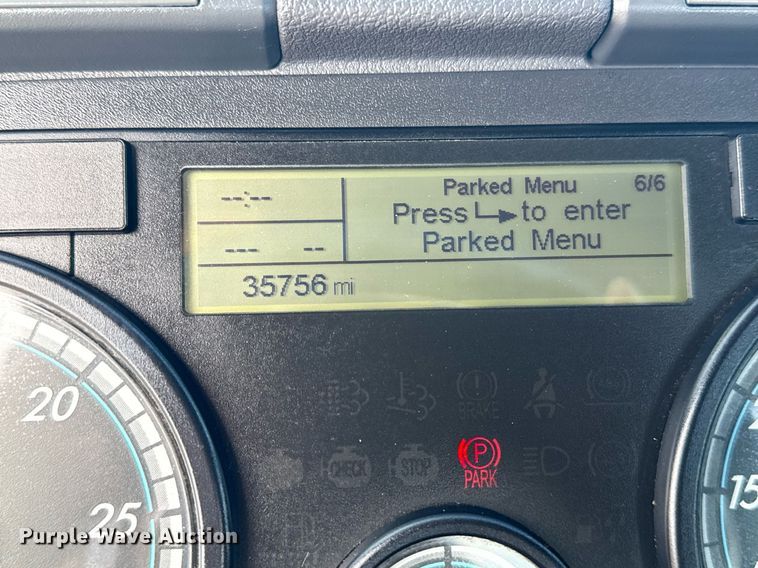 --:--
Parked Menu 6/6
Press to enter
--- --
Parked Menu
35756 mi
BRAKE
20
CHECK
STOP
P
PARK
15
25
Purple Wave Auction